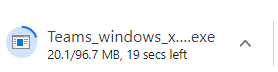 Teams_windows_x....exe
20.1/96.7 MB, 19 secs left